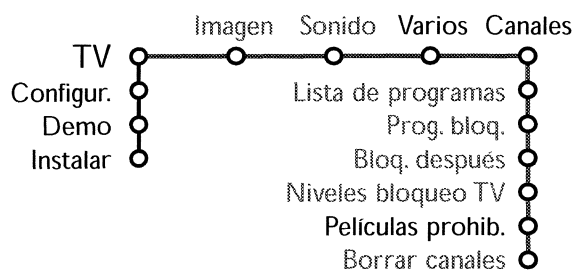 Imagen Sonido Varios Canales
TV
Configur.
Demo
Instalar
Lista de programas
Prog. bloq.
Bloq. después
Niveles bloqueo TV
Películas prohib.
Borrar canales